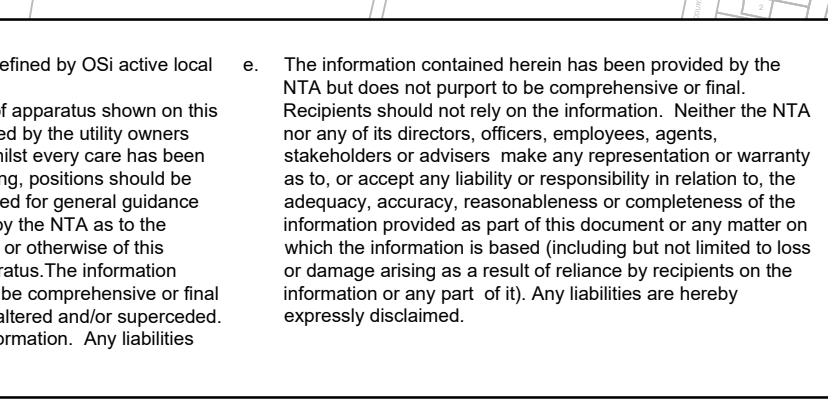 efined by OSi active local
f apparatus shown on this
ed by the utility owners
hilst every care has been
ng, positions should be
ed for general guidance
by the NTA as to the
or otherwise of this
ratus.The information
be comprehensive or final
altered and/or superceded.
ormation.  Any liabilities
e. The information contained herein has been provided by the
NTA but does not purport to be comprehensive or final.
Recipients should not rely on the information.  Neither the NTA
nor any of its directors, officers, employees, agents,
stakeholders or advisers  make any representation or warranty
as to, or accept any liability or responsibility in relation to, the
adequacy, accuracy, reasonableness or completeness of the
information provided as part of this document or any matter on
which the information is based (including but not limited to loss
or damage arising as a result of reliance by recipients on the
information or any part  of it). Any liabilities are hereby
expressly disclaimed.
2